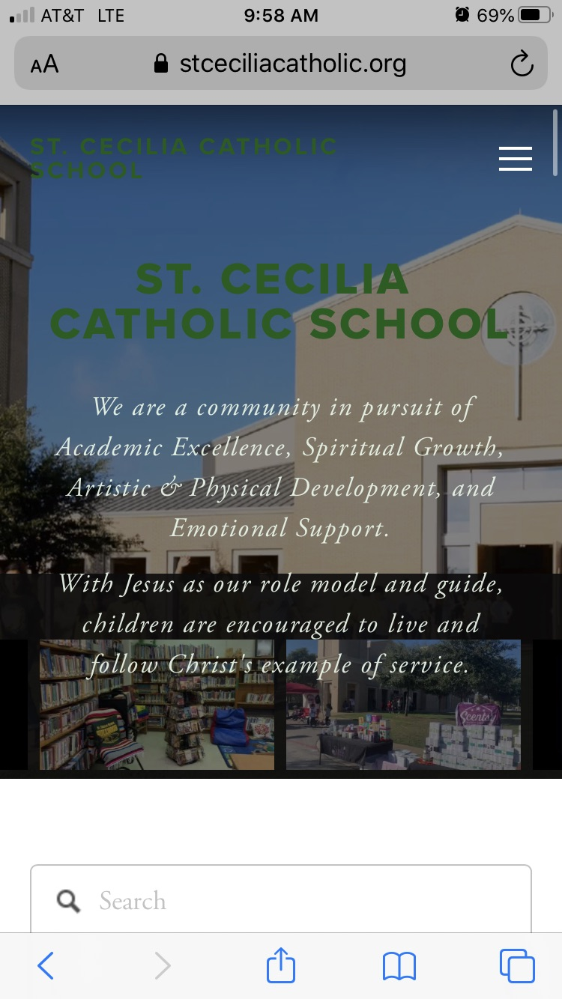 AT&T LTE 9:58 AM 69%
AA stceciliacatholic.org
ST. CECILIA CATHOLIC
SCHOOL
ST. CECILIA
CATHOLIC SCHOOL
We are a community in pursuit of
Academic Excellence, Spiritual Growth,
Artistic & Physical Development, and
Emotional Support.
With Jesus as our role model and guide,
children are encouraged to live and
follow Christ's example of service.
Scents
Search